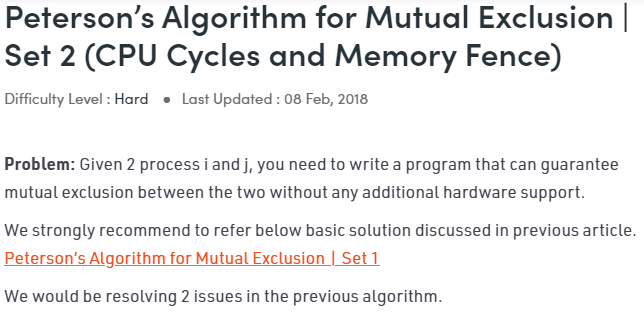 Peterson’s Algorithm for Mutual Exclusion |
Set 2 (CPU Cycles and Memory Fence)
Difficulty Level : Hard ● Last Updated : 08 Feb, 2018
Problem: Given 2 process i and j, you need to write a program that can guarantee
mutual exclusion between the two without any additional hardware support.
We strongly recommend to refer below basic solution discussed in previous article.
Peterson’s Algorithm for Mutual Exclusion | Set 1
We would be resolving 2 issues in the previous algorithm.